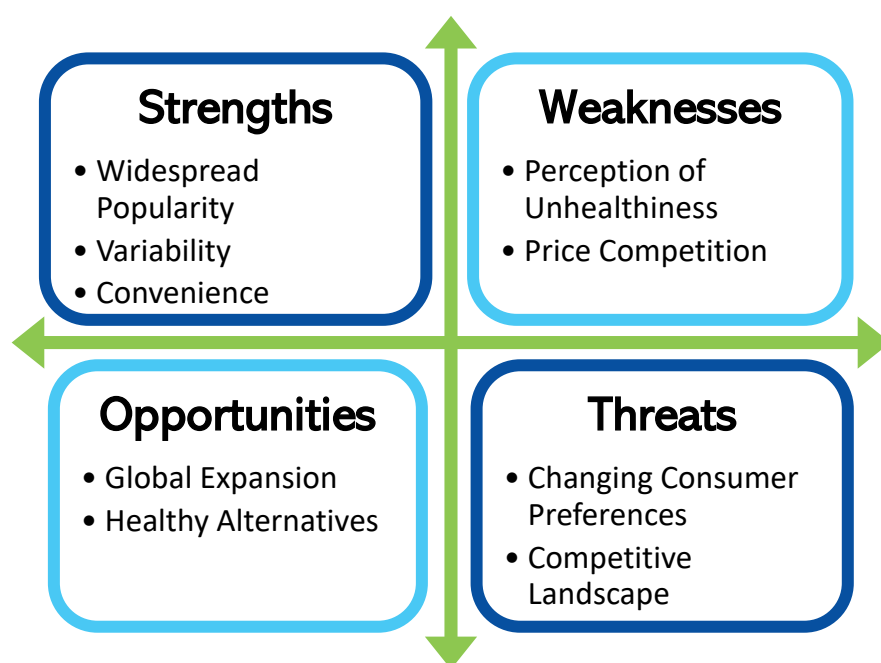 Strengths
• Widespread
Popularity
• Variability
• Convenience
Weaknesses
• Perception of
Unhealthiness
• Price Competition
Opportunities
• Global Expansion
• Healthy Alternatives
Threats
• Changing Consumer
Preferences
• Competitive
Landscape